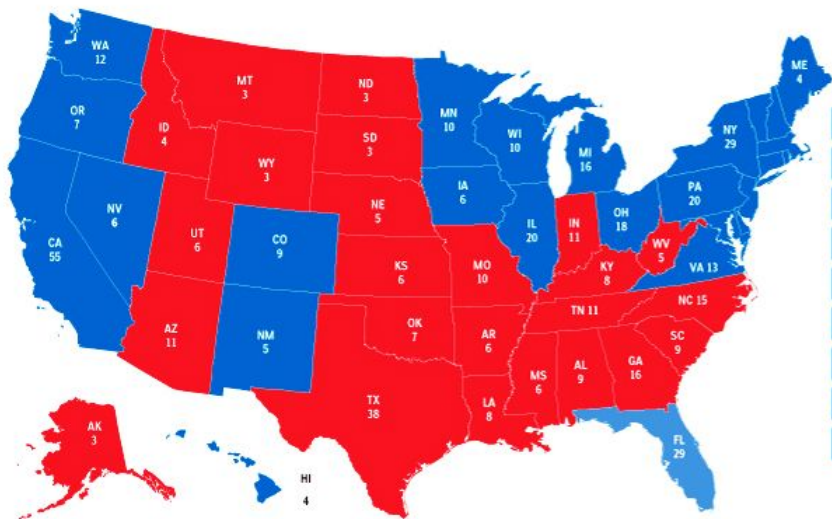 WA
12
OR
7
CA
55
NV
6
ID
4
MT
3
WY
3
UT
6
AZ
11
CO
9
NM
5
ND
3
SD
3
NE
5
KS
6
OK
7
TX
38
MN
10
IA
6
MO
10
AR
6
LA
8
WI
10
IL
20
MI
16
IN
11
OH
18
KY
8
TN 11
MS
6
AL
9
GA
16
FL
29
SC
9
NC 15
VA 13
WV
5
PA
20
NY
29
ME
4
AK
3
HI
4